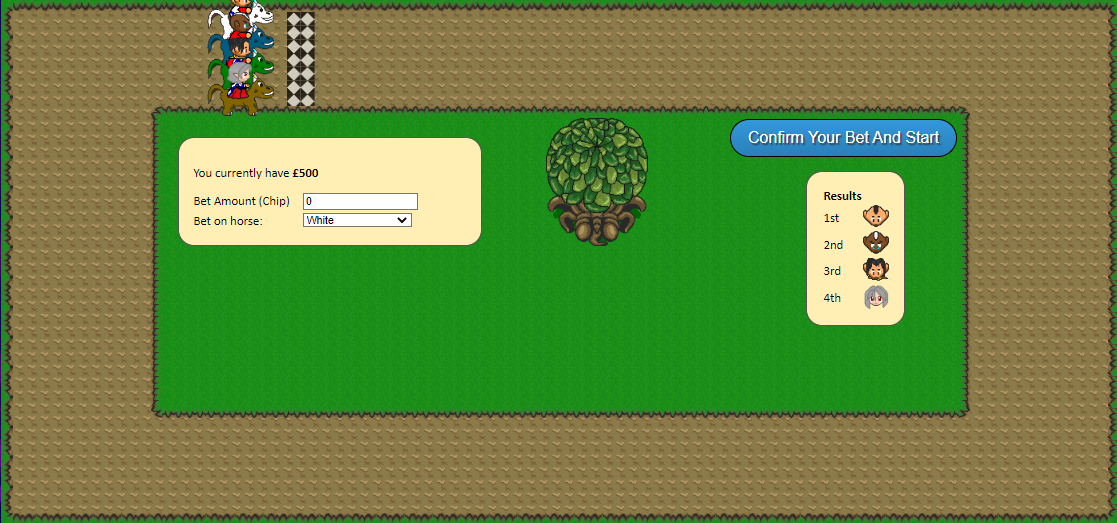 Confirm Your Bet And Start
You currently have £500
Bet Amount (Chip) 0
Bet on horse: White
Results
1st
2nd
3rd
4th